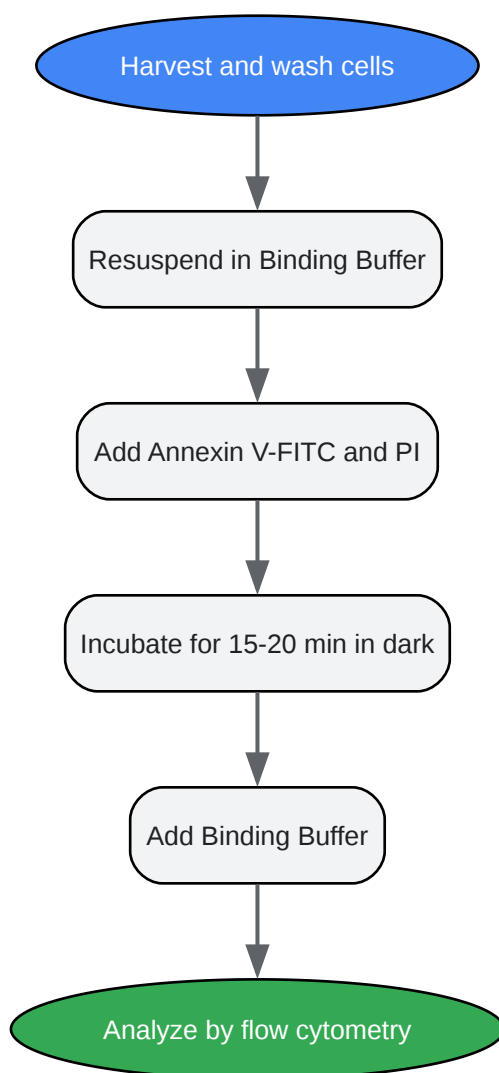 Harvest and wash cells
Resuspend in Binding Buffer
Add Annexin V-FITC and PI
Incubate for 15-20 min in dark
Add Binding Buffer
Analyze by flow cytometry